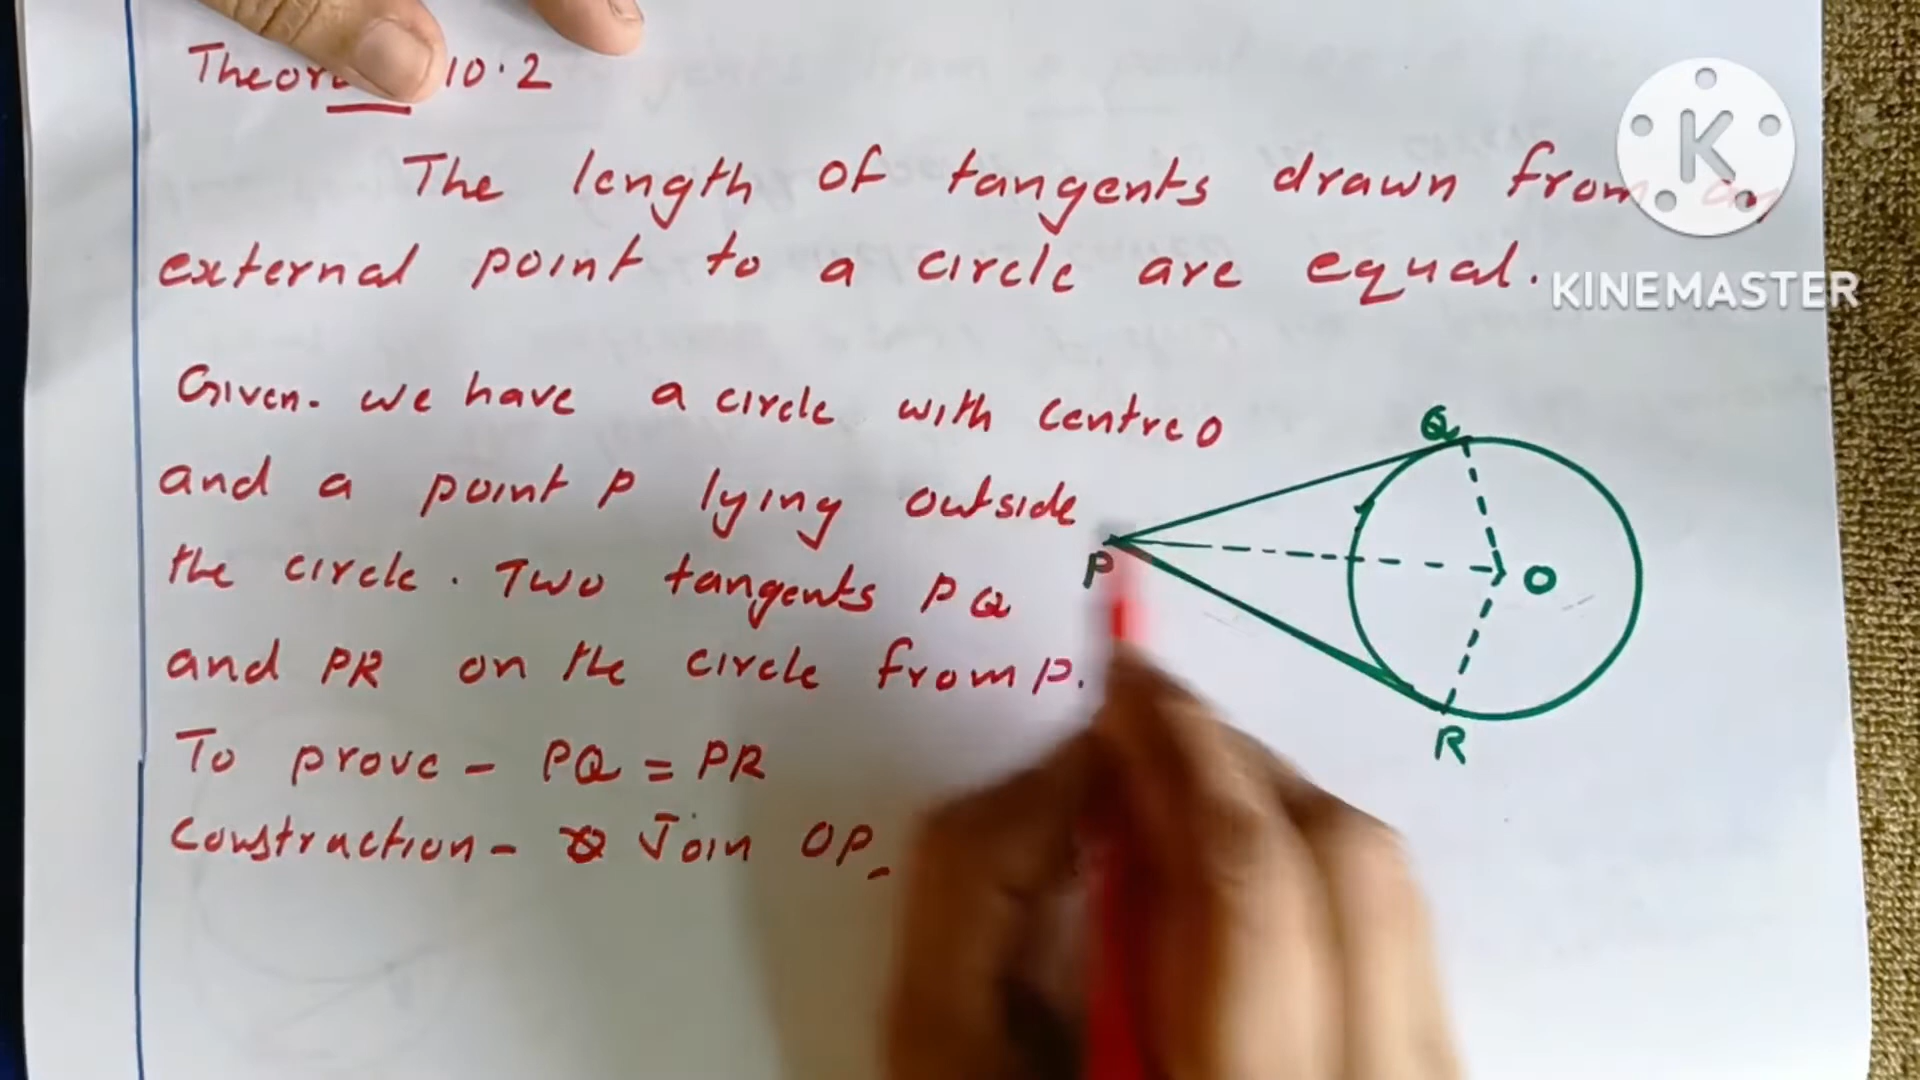 Theorem 10.2
The length of tangents drawn from an
external point to a circle are equal.
K
KINEMASTER
Given - we have a circle with centre O
and a point P lying outside
the circle. Two tangents PQ
and PR on the circle from P.
To prove - PQ = PR
Construction - Join OP
Q
P
O
R